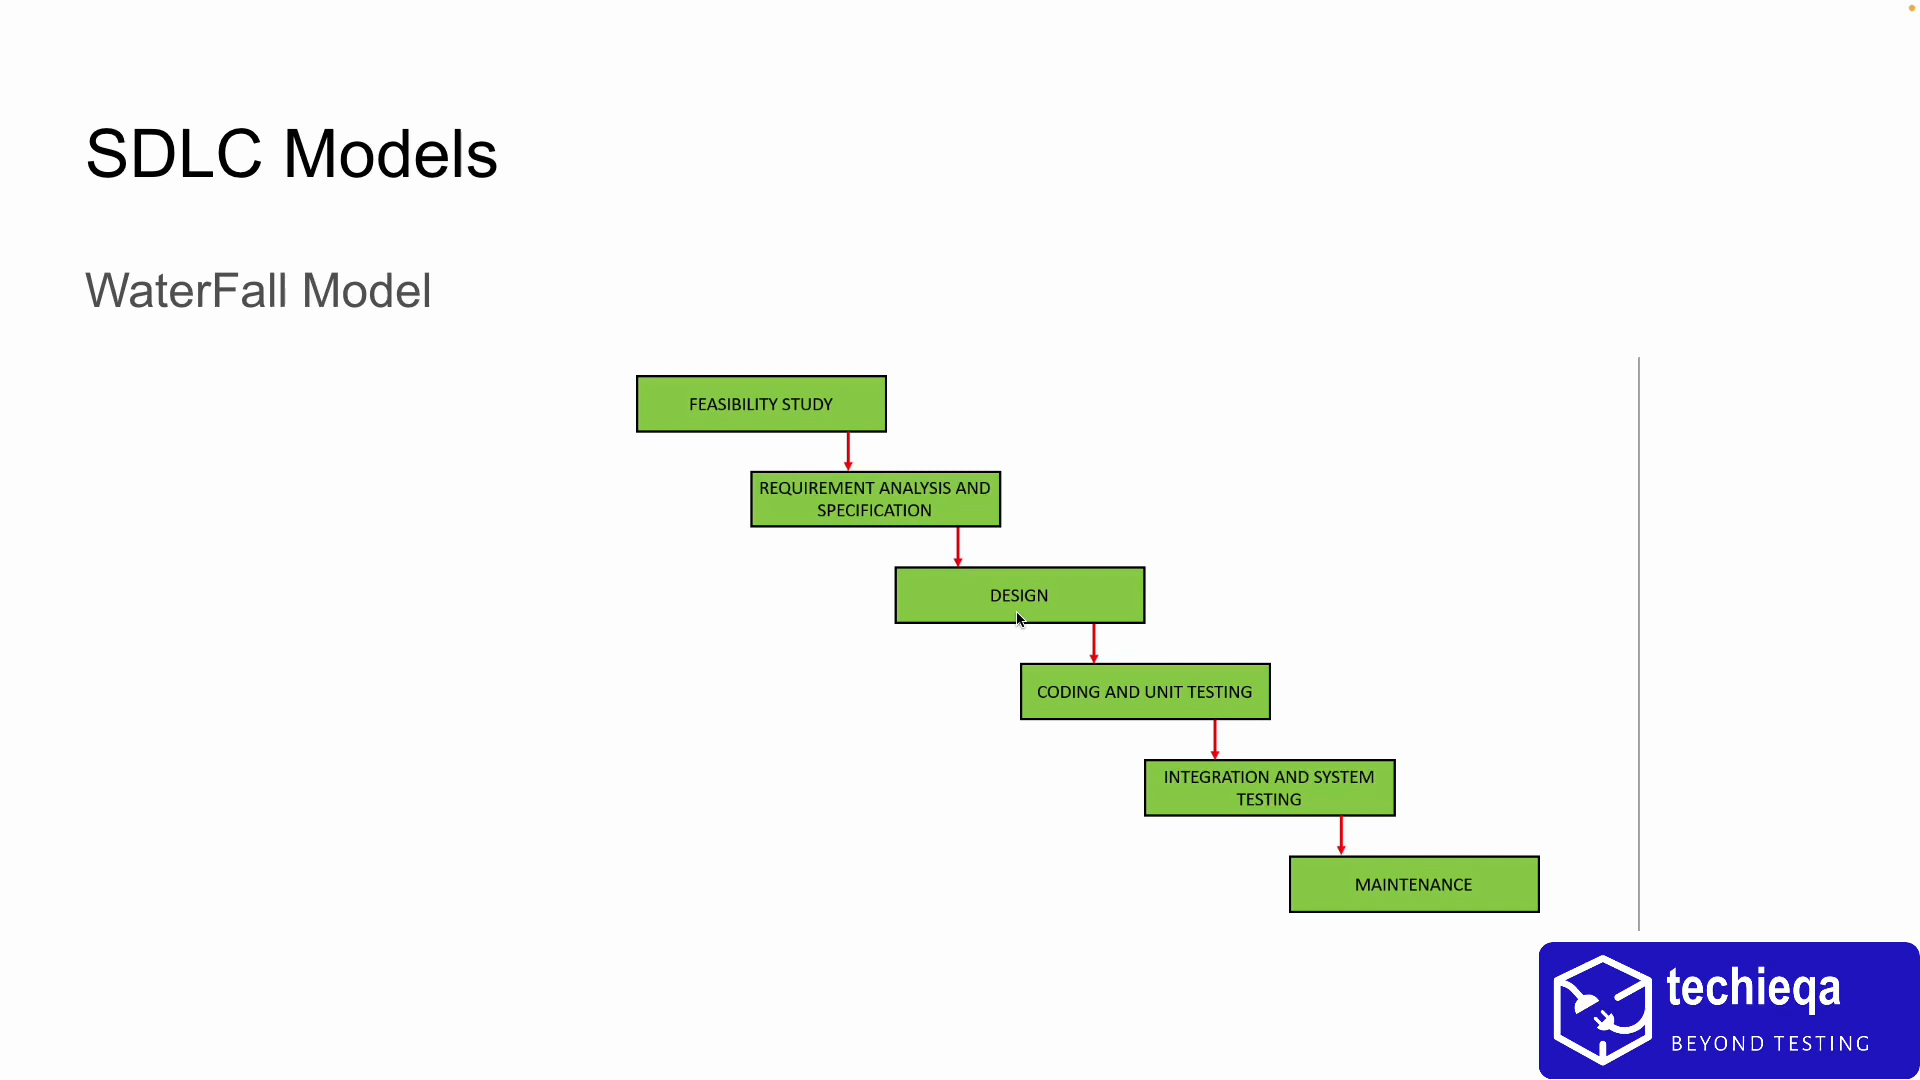 SDLC Models
WaterFall Model
FEASIBILITY STUDY
REQUIREMENT ANALYSIS AND
SPECIFICATION
DESIGN
CODING AND UNIT TESTING
INTEGRATION AND SYSTEM
TESTING
MAINTENANCE
techieqa
BEYOND TESTING